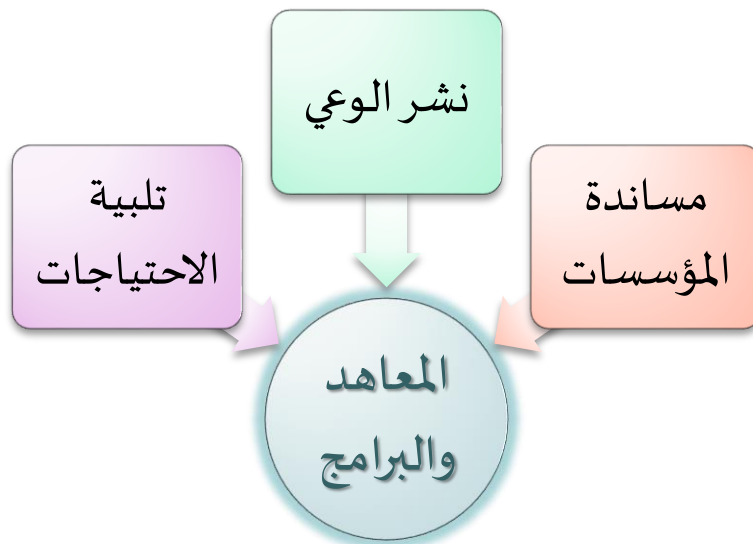 نشر الوعي
مساندة
المؤسسات
تلبية
الاحتياجات
المعاهد
والبرامج